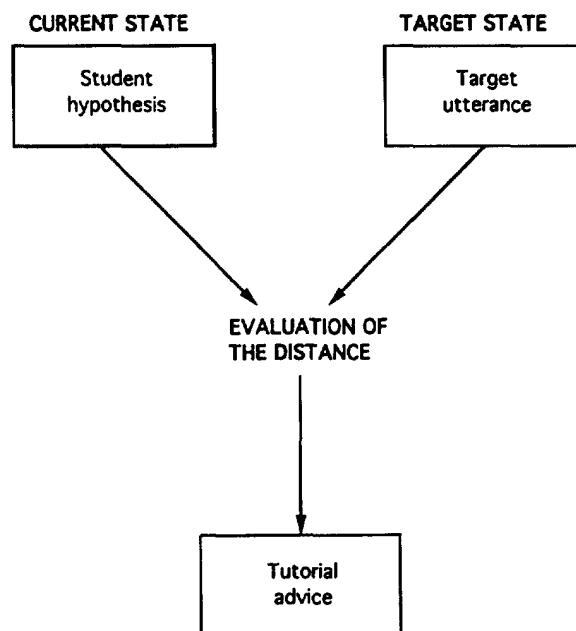 CURRENT STATE
TARGET STATE
Student
hypothesis
Target
utterance
EVALUATION OF
THE DISTANCE
Tutorial
advice